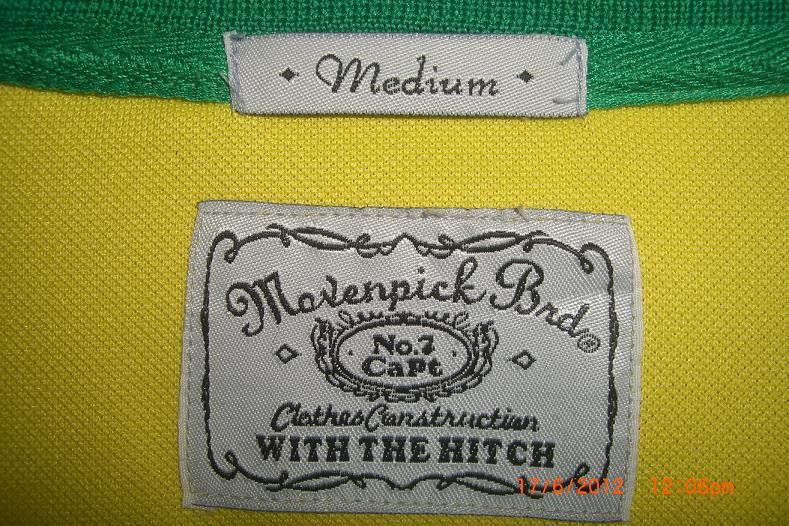 Medium
Movenpick Brd®
No.7
CaPt
Clothes Construction
WITH THE HITCH
17/6/2012 12:06pm